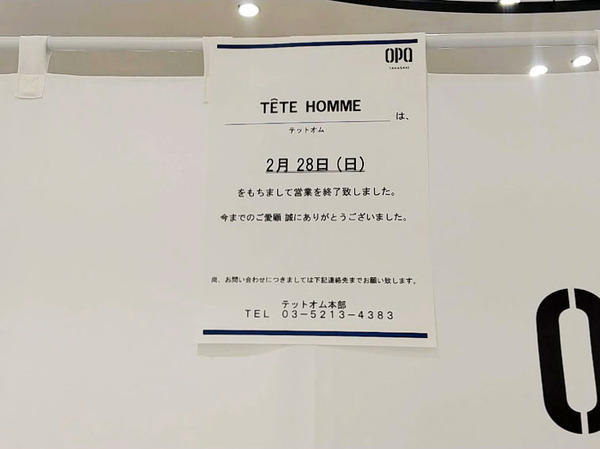 OPA
TAKASAKI
TÊTE HOMME は、
テットオム
2月 28日（日）
をもちまして営業を終了致しました。
今までのご愛顧 誠にありがとうございました。
尚、お問い合わせにつきましては下記連絡先までお願い致します。
テットオム本部
TEL 03-5213-4383
O